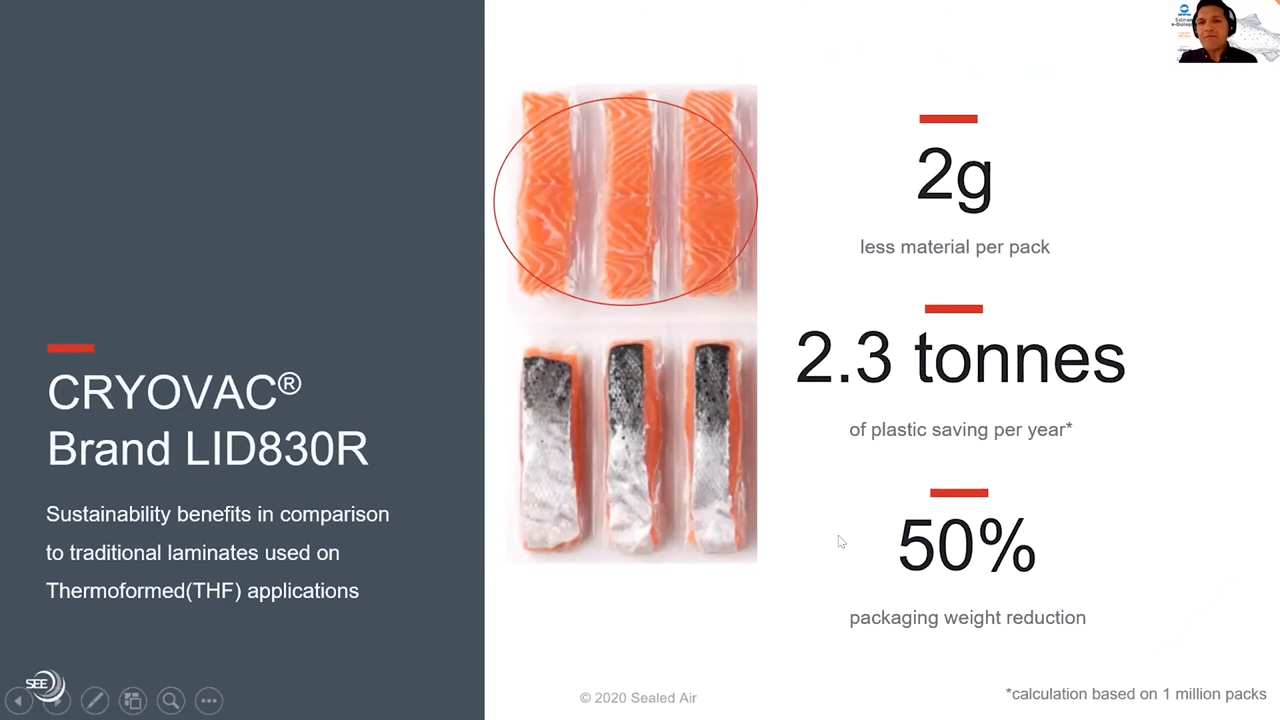 CRYOVAC®
Brand LID830R
Sustainability benefits in comparison
to traditional laminates used on
Thermoformed(THF) applications
SEE
2g
less material per pack
2.3 tonnes
of plastic saving per year*
50%
packaging weight reduction
© 2020 Sealed Air
*calculation based on 1 million packs